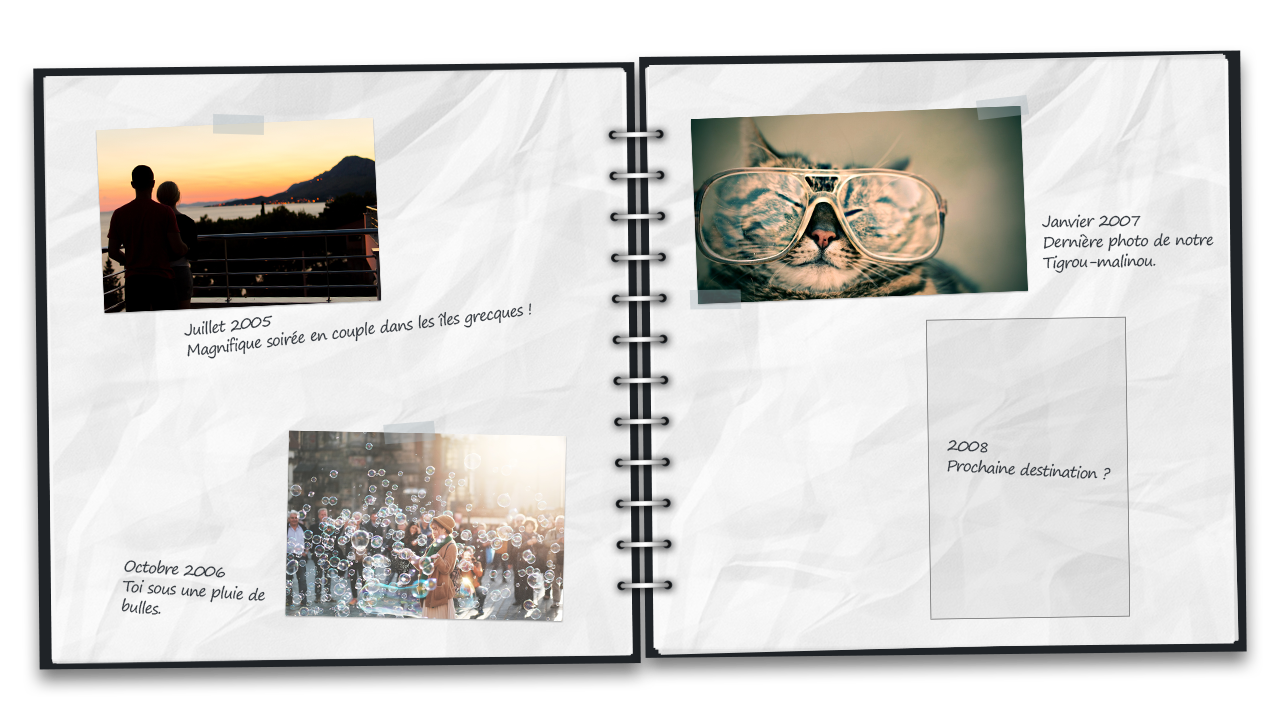 Juillet 2005
Magnifique soirée en couple dans les îles grecques !
Octobre 2006
Toi sous une pluie de
bulles.
Janvier 2007
Dernière photo de notre
Tigrou-malinou.
2008
Prochaine destination ?